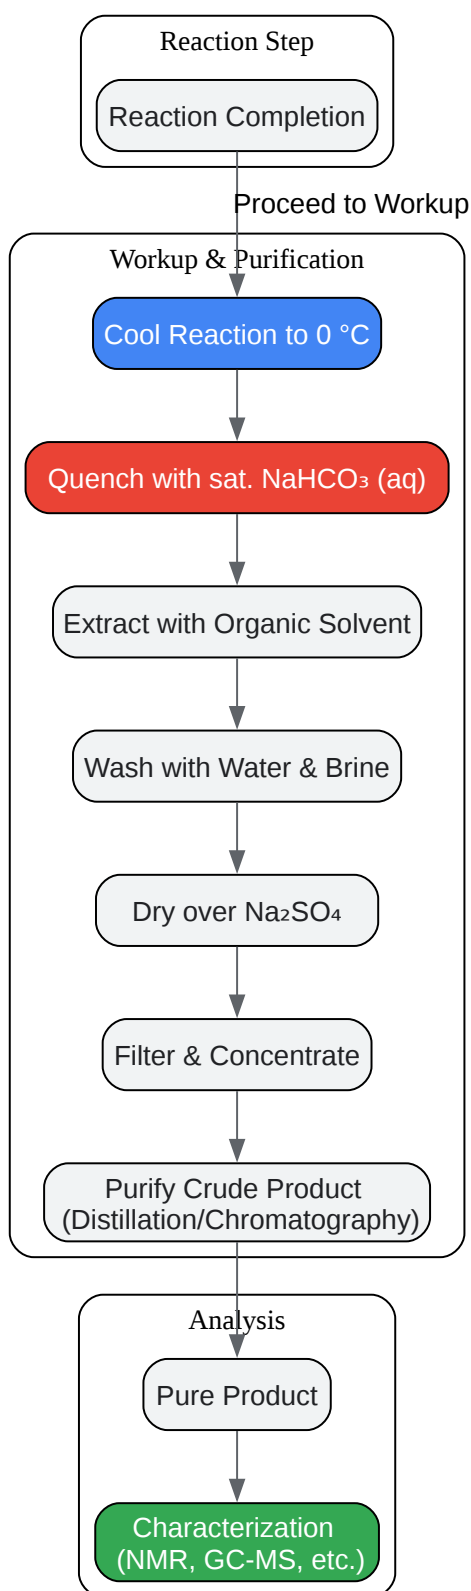 Reaction Step
Reaction Completion
Proceed to Workup
Workup & Purification
Cool Reaction to 0 °C
Quench with sat. NaHCO₃ (aq)
Extract with Organic Solvent
Wash with Water & Brine
Dry over Na₂SO₄
Filter & Concentrate
Purify Crude Product
(Distillation/Chromatography)
Analysis
Pure Product
Characterization
(NMR, GC-MS, etc.)